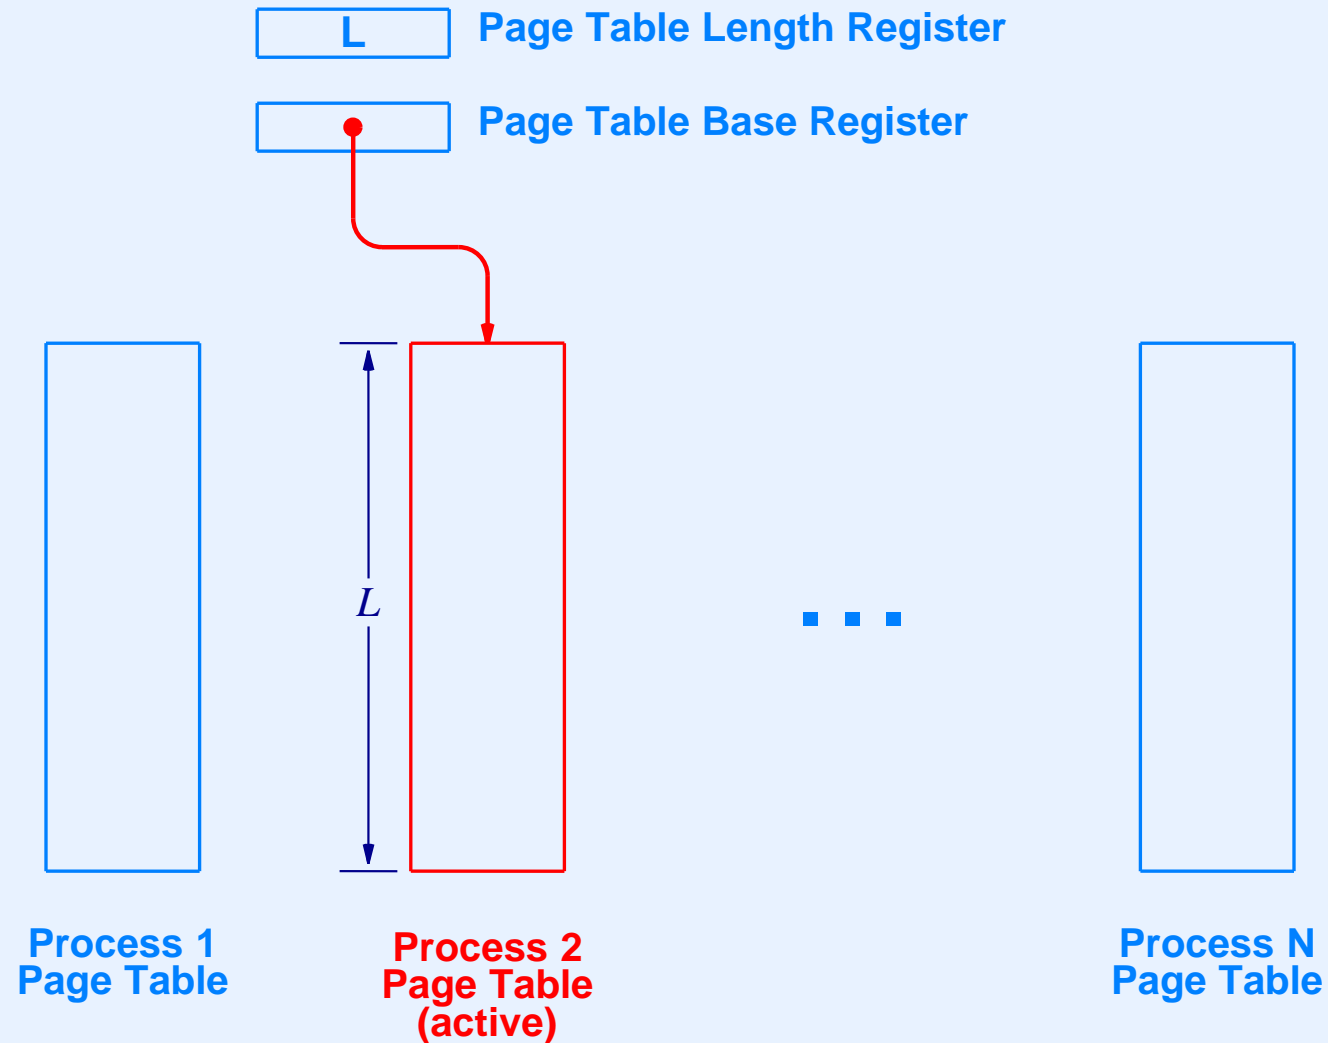 L
Page Table Length Register
Page Table Base Register
L
Process 1
Page Table
Process 2
Page Table
(active)
Process N
Page Table